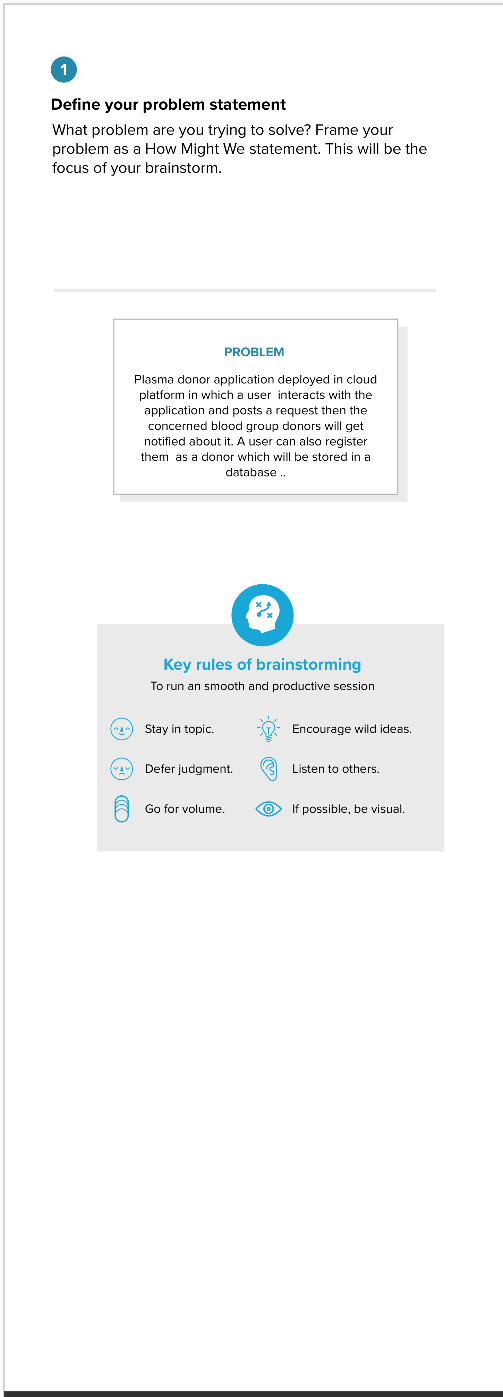 1
Define your problem statement
What problem are you trying to solve? Frame your
problem as a How Might We statement. This will be the
focus of your brainstorm.
PROBLEM
Plasma donor application deployed in cloud
platform in which a user  interacts with the
application and posts a request then the
concerned blood group donors will get
notified about it. A user can also register
them  as a donor which will be stored in a
database ..
Key rules of brainstorming
To run an smooth and productive session
Stay in topic.
Encourage wild ideas.
Defer judgment.
Listen to others.
Go for volume.
If possible, be visual.